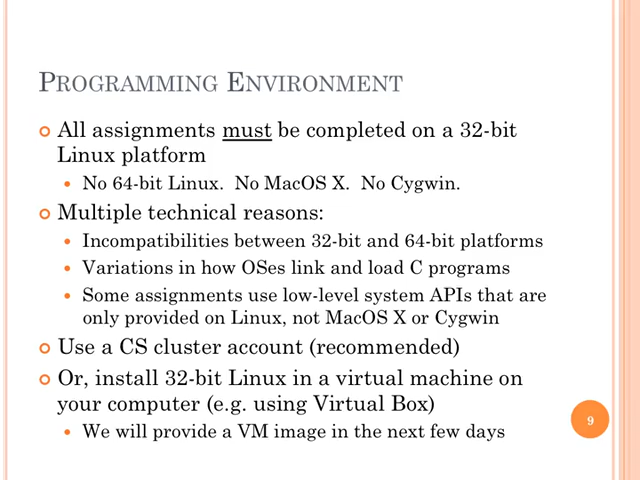 PROGRAMMING ENVIRONMENT
All assignments must be completed on a 32-bit
Linux platform
No 64-bit Linux. No MacOS X. No Cygwin.
Multiple technical reasons:
Incompatibilities between 32-bit and 64-bit platforms
Variations in how OSes link and load C programs
Some assignments use low-level system APIs that are
only provided on Linux, not MacOS X or Cygwin
Use a CS cluster account (recommended)
Or, install 32-bit Linux in a virtual machine on
your computer (e.g. using Virtual Box)
We will provide a VM image in the next few days
9